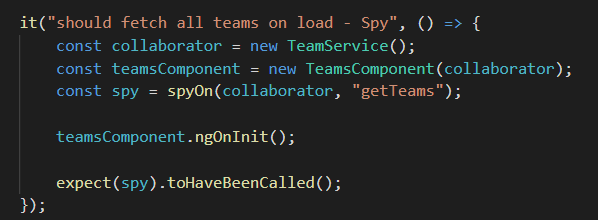 it("should fetch all teams on load - Spy", () => {
    const collaborator = new TeamService();
    const teamsComponent = new TeamsComponent(collaborator);
    const spy = spyOn(collaborator, "getTeams");

    teamsComponent.ngOnInit();

    expect(spy).toHaveBeenCalled();
});